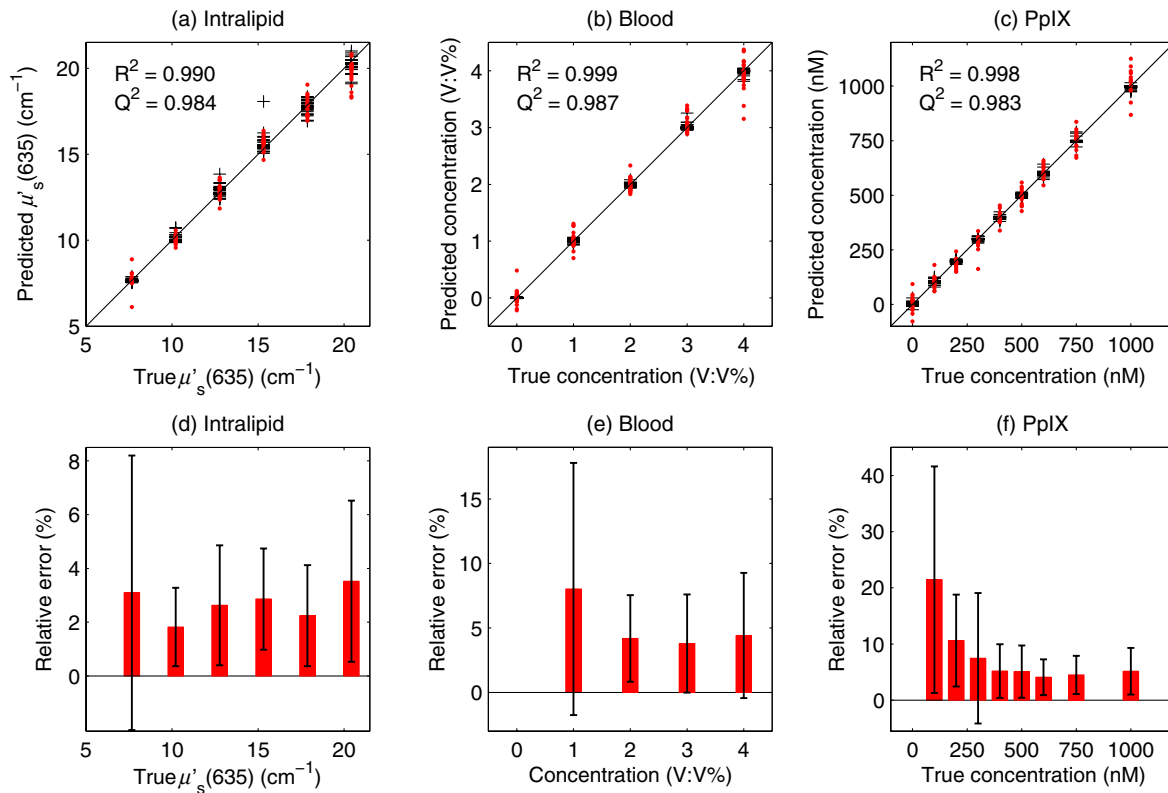 (a) Intralipid
R² = 0.990
Q² = 0.984
Predicted μ's(635) (cm⁻¹)
20
15
10
5
5 10 15 20
True μ's(635) (cm⁻¹)
(b) Blood
R² = 0.999
Q² = 0.987
Predicted concentration (V:V%)
4
3
2
1
0
0 1 2 3 4
True concentration (V:V%)
(c) PpIX
R² = 0.998
Q² = 0.983
Predicted concentration (nM)
1000
750
500
250
0
0 250 500 750 1000
True concentration (nM)
(d) Intralipid
Relative error (%)
8
6
4
2
0
5 10 15 20
True μ's(635) (cm⁻¹)
(e) Blood
Relative error (%)
15
10
5
0
0 1 2 3 4
Concentration (V:V%)
(f) PpIX
Relative error (%)
40
30
20
10
0
0 250 500 750 1000
True concentration (nM)